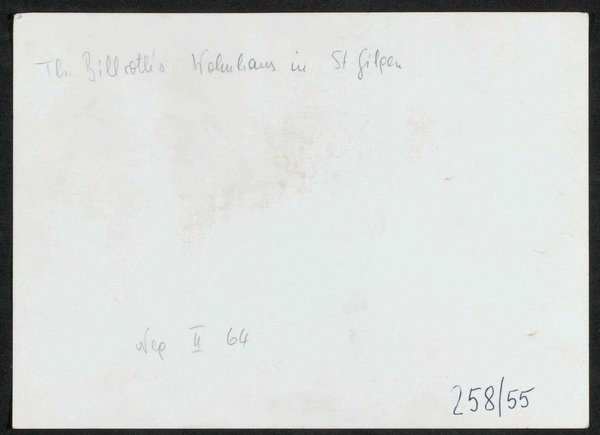 Th. Billroth's Wohnhaus in St Gilgen
Neg II 64
258/55